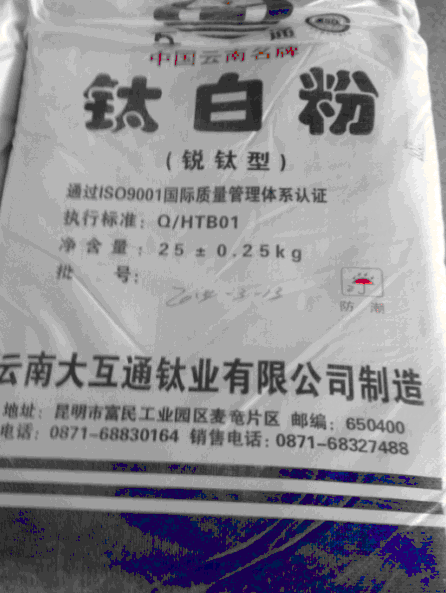 通
中国云南名牌
钛白粉
(锐钛型)
通过ISO9001国际质量管理体系认证
执行标准: Q/HTB01
净含量: 25 ± 0.25kg
批 号: 2014-3-13
防潮
云南大互通钛业有限公司制造
地址: 昆明市富民工业园区麦竜片区 邮编: 650400
电话: 0871-68830164 销售电话: 0871-68327488